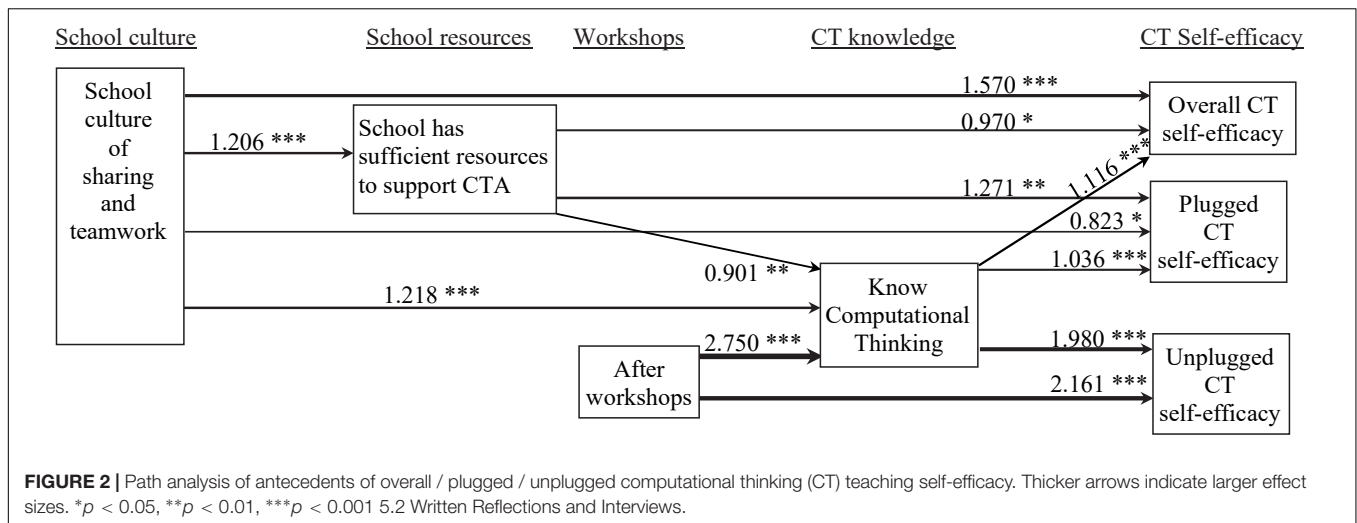 School culture School resources Workshops CT knowledge CT Self-efficacy
School
culture
of
sharing
and
teamwork
1.206 ***
School has
sufficient resources
to support CTA
1.570 ***
0.970 *
1.116 ***
Overall CT
self-efficacy
1.271 **
0.823 *
1.036 ***
Plugged
CT
self-efficacy
0.901 **
1.218 ***
Know
Computational
Thinking
2.750 ***
After
workshops
1.980 ***
2.161 ***
Unplugged
CT
self-efficacy
FIGURE 2 | Path analysis of antecedents of overall / plugged / unplugged computational thinking (CT) teaching self-efficacy. Thicker arrows indicate larger effect
sizes. *p < 0.05, **p < 0.01, ***p < 0.001 5.2 Written Reflections and Interviews.